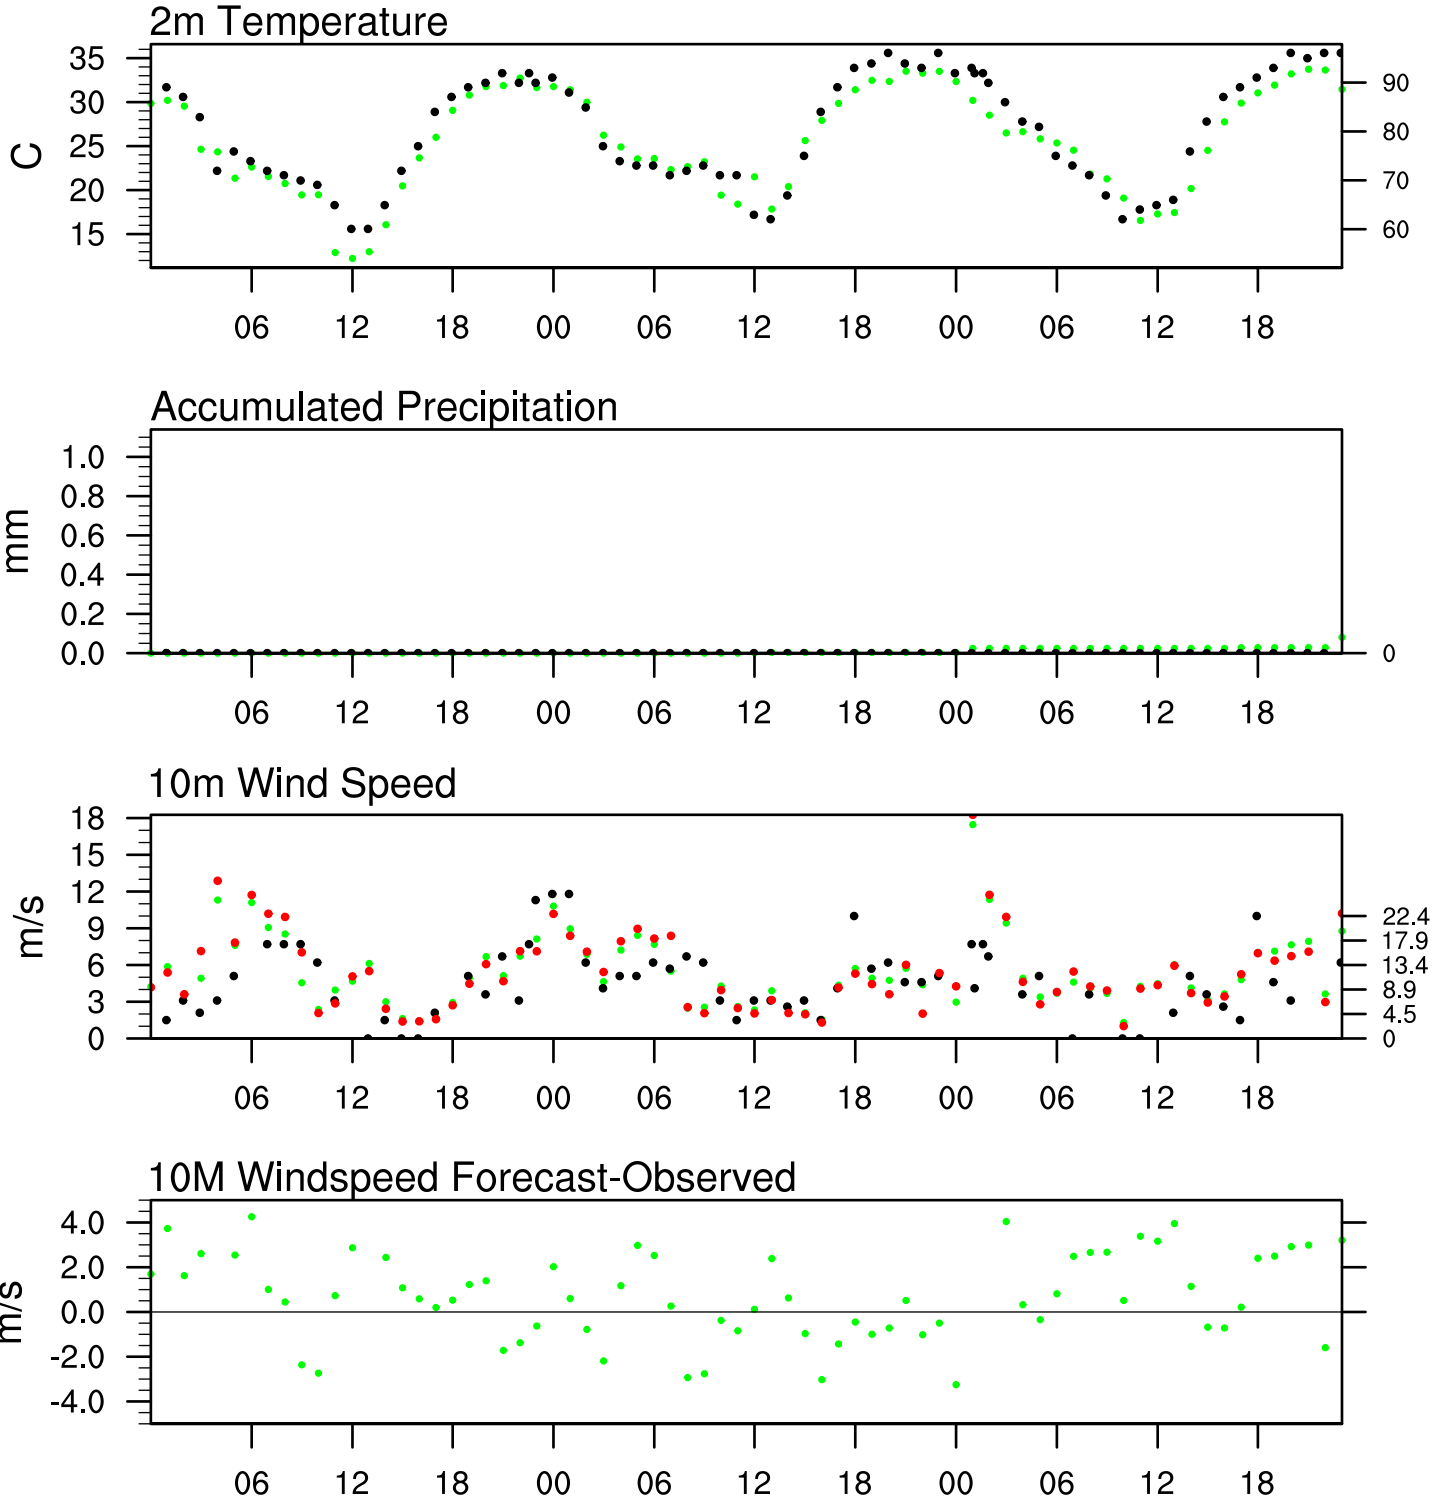 2m Temperature
35
30
25
20
15
C
90
80
70
60
06 12 18 00 06 12 18 00 06 12 18
Accumulated Precipitation
1.0
0.8
0.6
0.4
0.2
0.0
mm
0
06 12 18 00 06 12 18 00 06 12 18
10m Wind Speed
18
15
12
9
6
3
0
m/s
22.4
17.9
13.4
8.9
4.5
0
06 12 18 00 06 12 18 00 06 12 18
10M Windspeed Forecast-Observed
4.0
2.0
0.0
-2.0
-4.0
m/s
06 12 18 00 06 12 18 00 06 12 18